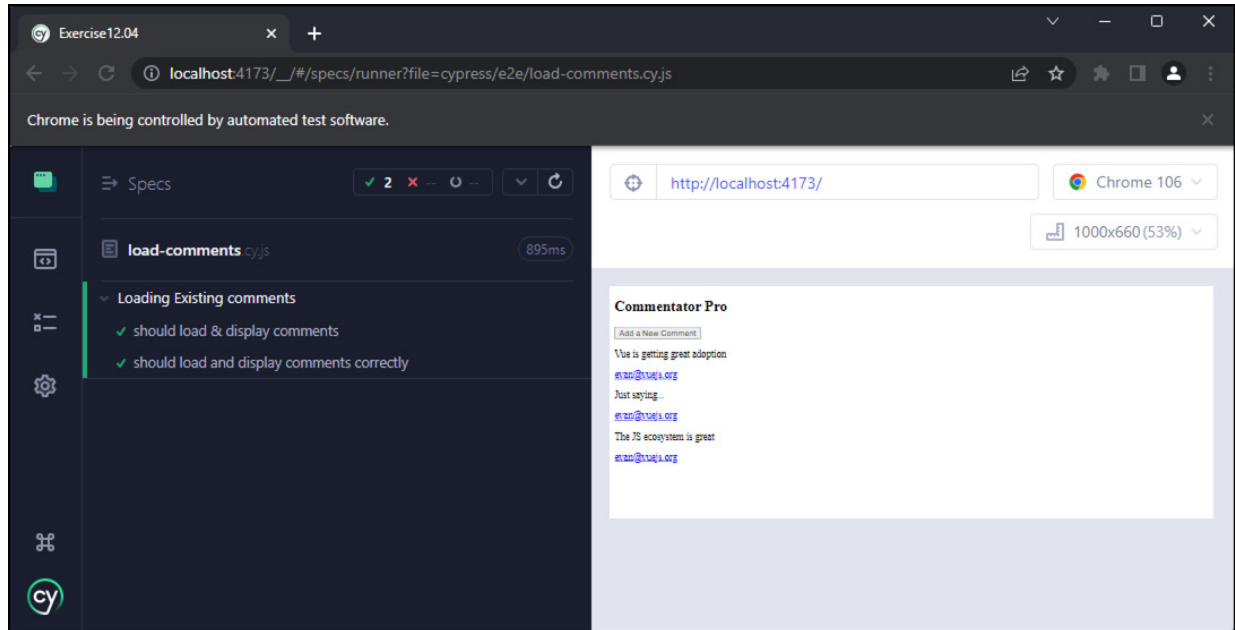 Exercise12.04
localhost:4173/__/#/specs/runner?file=cypress/e2e/load-comments.cy.js
Chrome is being controlled by automated test software.
Specs
2 -- --
load-comments.cy.js 895ms
Loading Existing comments
should load & display comments
should load and display comments correctly
cy
http://localhost:4173/
Chrome 106
1000x660 (53%)
Commentator Pro
Add a New Comment
Vue is getting great adoption
evan@vuejs.org
Just saying...
evan@vuejs.org
The JS ecosystem is great
evan@vuejs.org